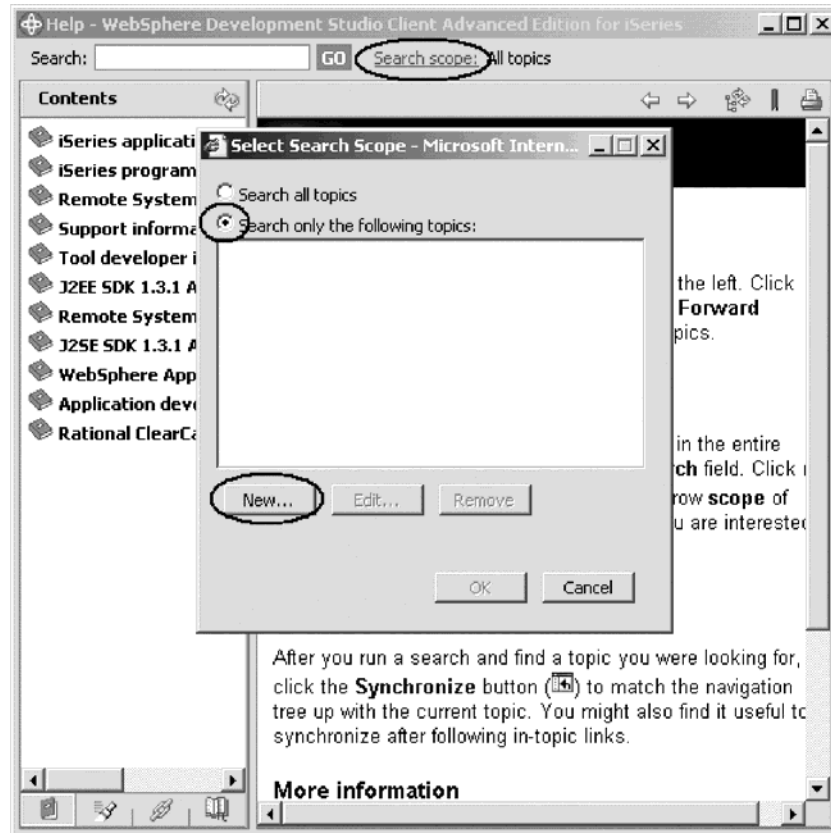 Help - WebSphere Development Studio Client Advanced Edition for iSeries
Search: GO Search scope: All topics
Contents
iSeries applicati
iSeries program
Remote System
Support informa
Tool developer i
J2EE SDK 1.3.1 A
Remote System
J2SE SDK 1.3.1 A
WebSphere App
Application deve
Rational ClearCa
Select Search Scope - Microsoft Intern...
Search all topics
Search only the following topics:
New... Edit... Remove
OK Cancel
the left. Click
Forward
pics.
in the entire
rch field. Click
row scope of
u are interested
After you run a search and find a topic you were looking for,
click the Synchronize button ( ) to match the navigation
tree up with the current topic. You might also find it useful to
synchronize after following in-topic links.
More information